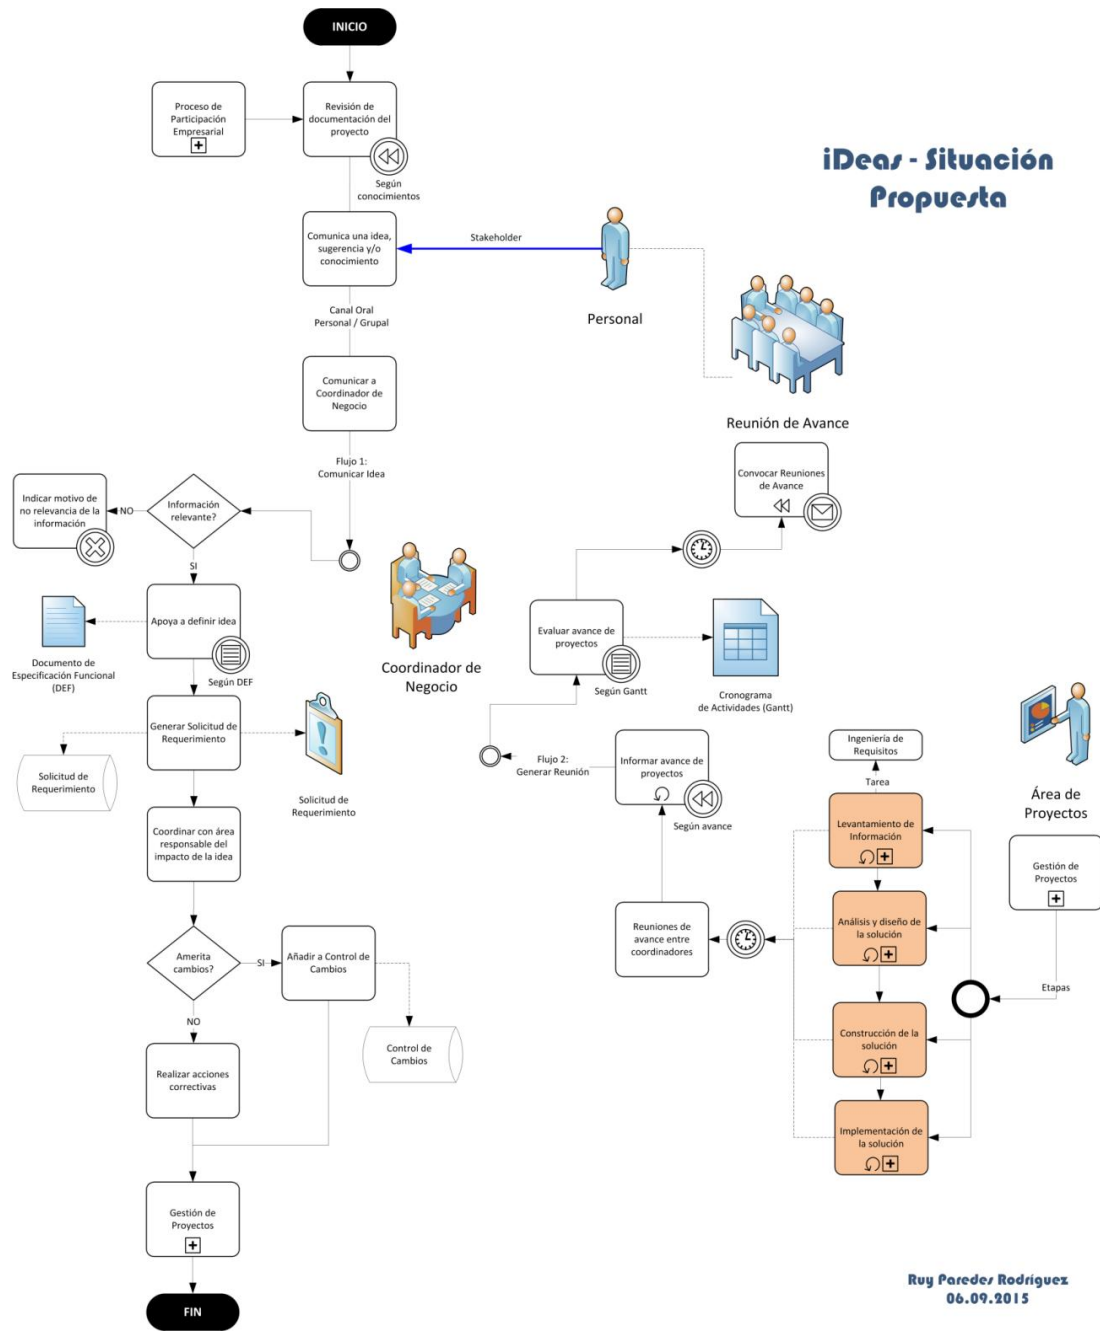 INICIO
Proceso de
Participación
Empresarial
Revisión de
documentación del
proyecto
Según
conocimientos
iDeas - Situación
Propuesta
Comunica una idea,
sugerencia y/o
conocimiento
Stakeholder
Personal
Canal Oral
Personal / Grupal
Comunicar a
Coordinador de
Negocio
Reunión de Avance
Flujo 1:
Comunicar Idea
Convocar Reuniones
de Avance
Indicar motivo de
no relevancia de la
información
NO
Información
relevante?
SI
Apoya a definir idea
Según DEF
Documento de
Especificación Funcional
(DEF)
Coordinador de
Negocio
Evaluar avance de
proyectos
Según Gantt
Cronograma
de Actividades (Gantt)
Generar Solicitud de
Requerimiento
Solicitud de
Requerimiento
Solicitud de
Requerimiento
Flujo 2:
Generar Reunión
Informar avance de
proyectos
Según avance
Ingeniería de
Requisitos
Tarea
Área de
Proyectos
Levantamiento de
Información
Gestión de
Proyectos
Coordinar con área
responsable del
impacto de la idea
Reuniones de
avance entre
coordinadores
Análisis y diseño de
la solución
Etapas
Amerita
cambios?
SI
Añadir a Control de
Cambios
NO
Control de
Cambios
Construcción de la
solución
Realizar acciones
correctivas
Implementación de
la solución
Gestión de
Proyectos
FIN
Ruy Paredes Rodríguez
06.09.2015